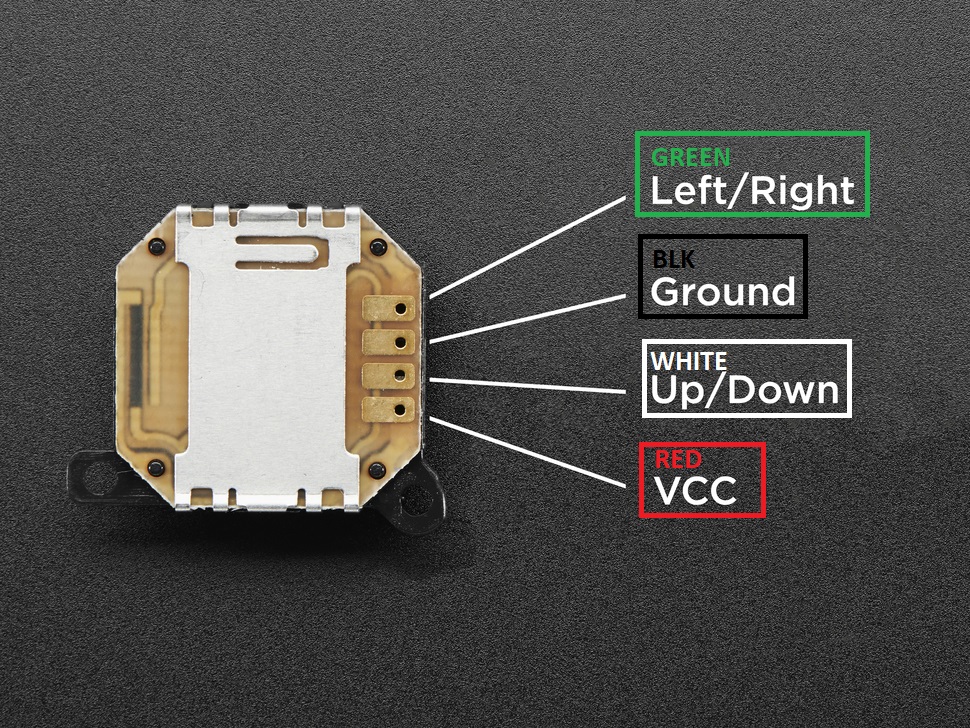 GREEN
Left/Right
BLK
Ground
WHITE
Up/Down
RED
VCC